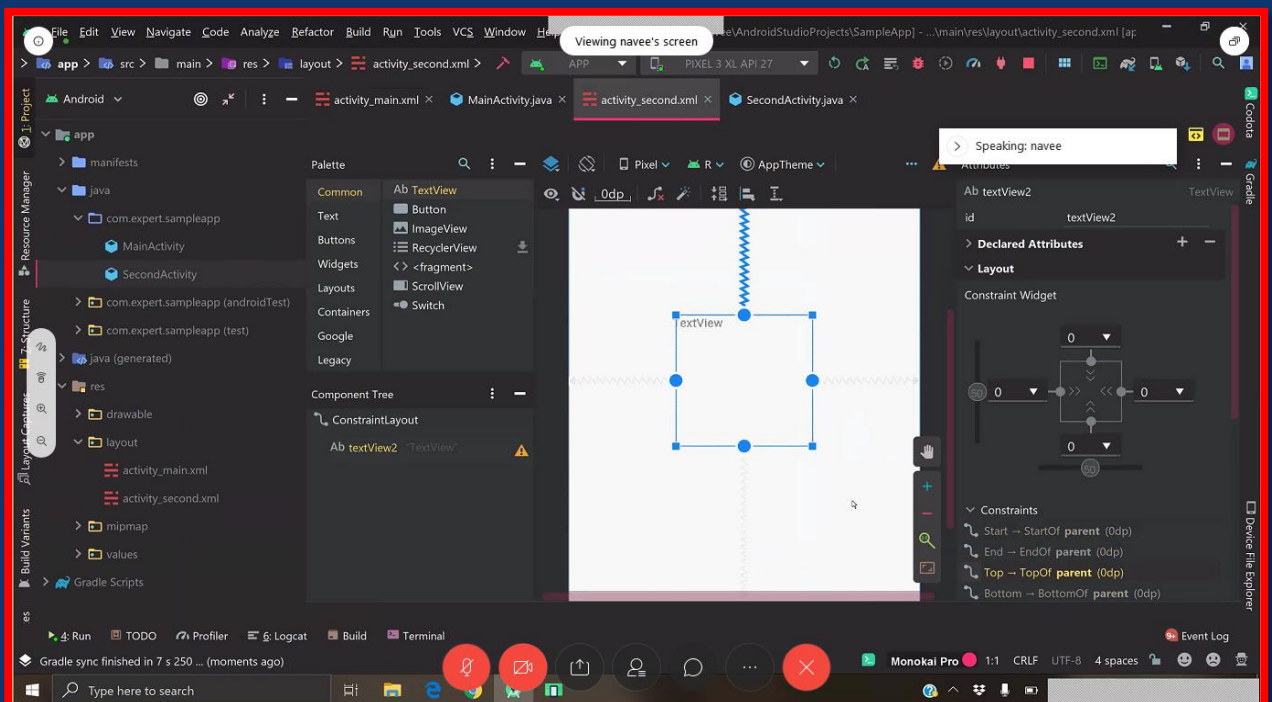 File Edit View Navigate Code Analyze Refactor Build Run Tools VCS Window
Viewing navee's screen
\AndroidStudioProjects\SampleApp] - ...\main\res\layout\activity_second.xml
app > src > main > res > layout > activity_second.xml >
APP
PIXEL 3 XL API 27
1: Project
Resource Manager
Z: Structure
Layout Captures
Build Variants
es
Android
activity_main.xml ×
MainActivity.java ×
activity_second.xml ×
SecondActivity.java ×
Codota
Gradle
Device File Explorer
Speaking: navee
app
manifests
java
com.expert.sampleapp
MainActivity
SecondActivity
com.expert.sampleapp (androidTest)
com.expert.sampleapp (test)
java (generated)
res
drawable
layout
activity_main.xml
activity_second.xml
mipmap
values
Gradle Scripts
Palette
Common
Text
Buttons
Widgets
Layouts
Containers
Google
Legacy
Ab TextView
Button
ImageView
RecyclerView
<fragment>
ScrollView
Switch
Component Tree
ConstraintLayout
Ab textView2 "TextView"
Pixel
R
AppTheme
0dp
extView
Attributes
Ab textView2 TextView
id textView2
Declared Attributes + −
Layout
Constraint Widget
0
50 0 0
0
50
Constraints
Start → StartOf parent (0dp)
End → EndOf parent (0dp)
Top → TopOf parent (0dp)
Bottom → BottomOf parent (0dp)
4: Run TODO Profiler 6: Logcat Build Terminal
9+ Event Log
Gradle sync finished in 7 s 250 ... (moments ago)
Monokai Pro 1:1 CRLF UTF-8 4 spaces
Type here to search